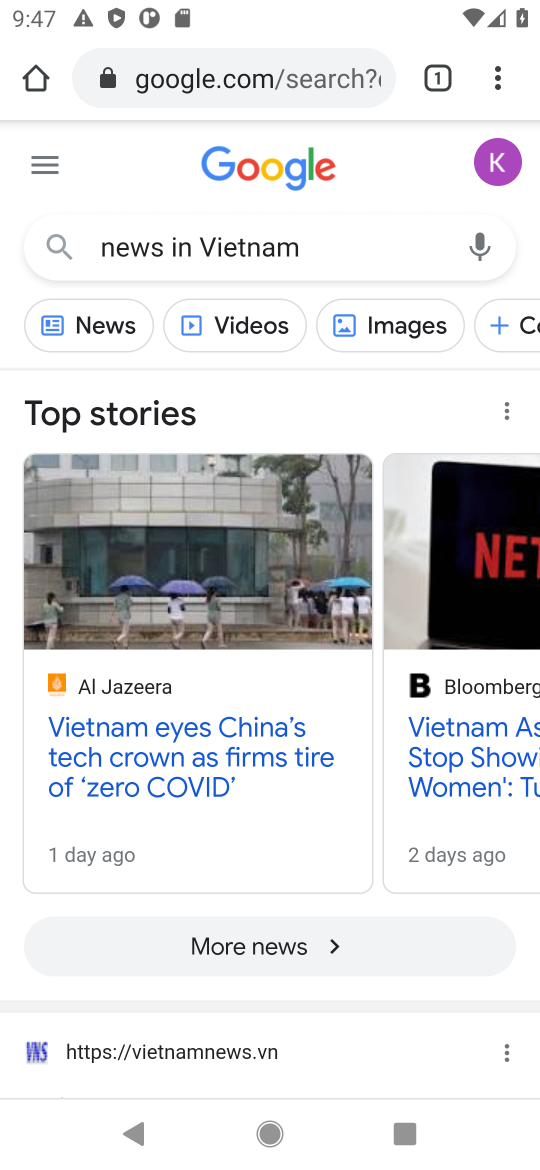 9:47
google.com/search?
1
Google
K
news in Vietnam
News
Videos
Images
Top stories
NET
Al Jazeera
Vietnam eyes China's
tech crown as firms tire
of ‘zero COVID’
1 day ago
B Bloomberg
Vietnam As
Stop Showi
Women': Tu
2 days ago
More news
VNS https://vietnamnews.vn